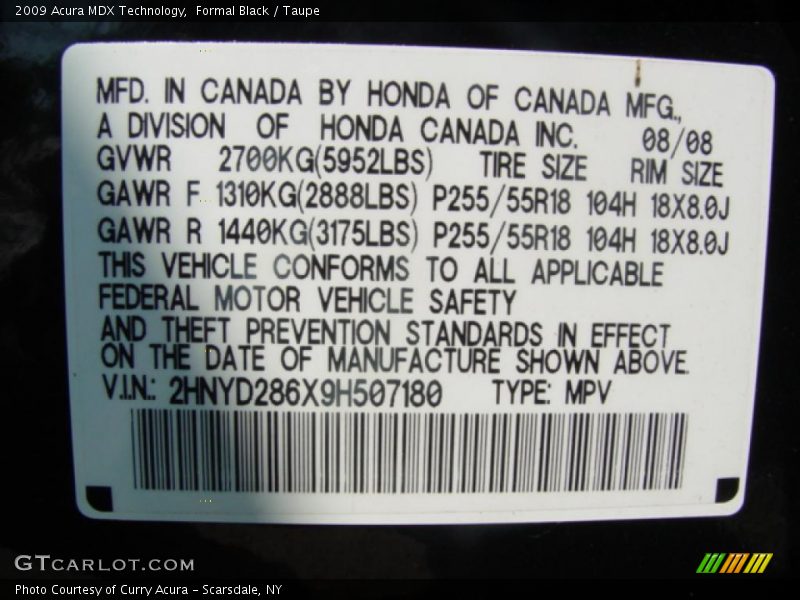 2009 Acura MDX Technology,  Formal Black / Taupe
MFD. IN CANADA BY HONDA OF CANADA MFG.,
A DIVISION OF HONDA CANADA INC. 08/08
GVWR 2700KG(5952LBS) TIRE SIZE RIM SIZE
GAWR F 1310KG(2888LBS) P255/55R18 104H 18X8.0J
GAWR R 1440KG(3175LBS) P255/55R18 104H 18X8.0J
THIS VEHICLE CONFORMS TO ALL APPLICABLE
FEDERAL MOTOR VEHICLE SAFETY
AND THEFT PREVENTION STANDARDS IN EFFECT
ON THE DATE OF MANUFACTURE SHOWN ABOVE.
V.I.N.: 2HNYD286X9H507180 TYPE: MPV
GTCARLOT.COM
Photo Courtesy of Curry Acura - Scarsdale, NY